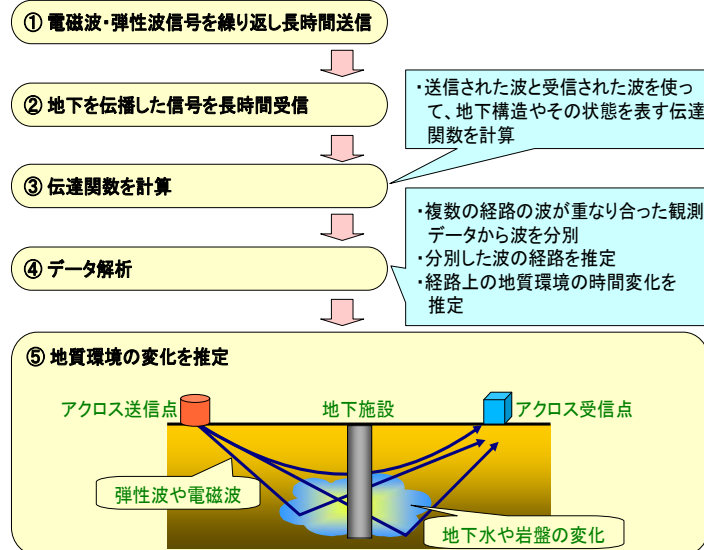 ① 電磁波・弾性波信号を繰り返し長時間送信
② 地下を伝播した信号を長時間受信
・送信された波と受信された波を使っ
て、地下構造やその状態を表す伝達
関数を計算
③ 伝達関数を計算
・複数の経路の波が重なり合った観測
データから波を分別
・分別した波の経路を推定
・経路上の地質環境の時間変化を
推定
④ データ解析
⑤ 地質環境の変化を推定
アクロス送信点
地下施設
アクロス受信点
弾性波や電磁波
地下水や岩盤の変化